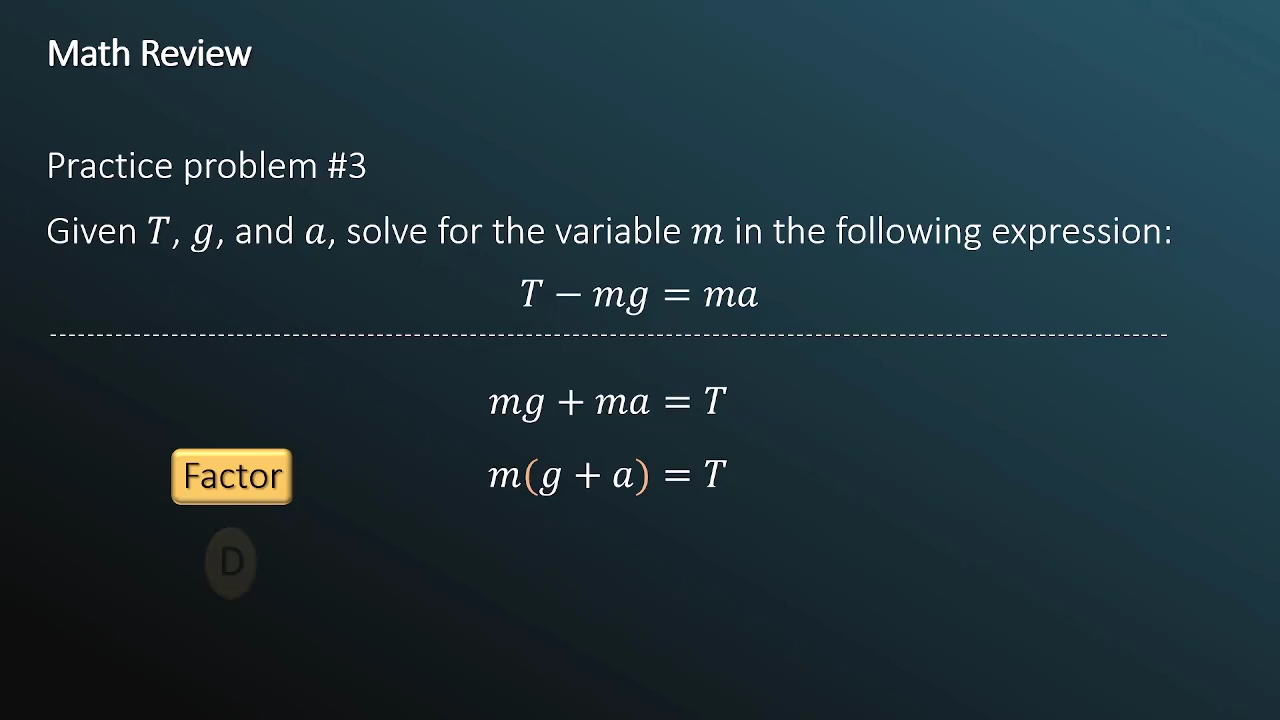 Math Review
Practice problem #3
Given T, g, and a, solve for the variable m in the following expression:
T − mg = ma
mg + ma = T
Factor m(g + a) = T
D